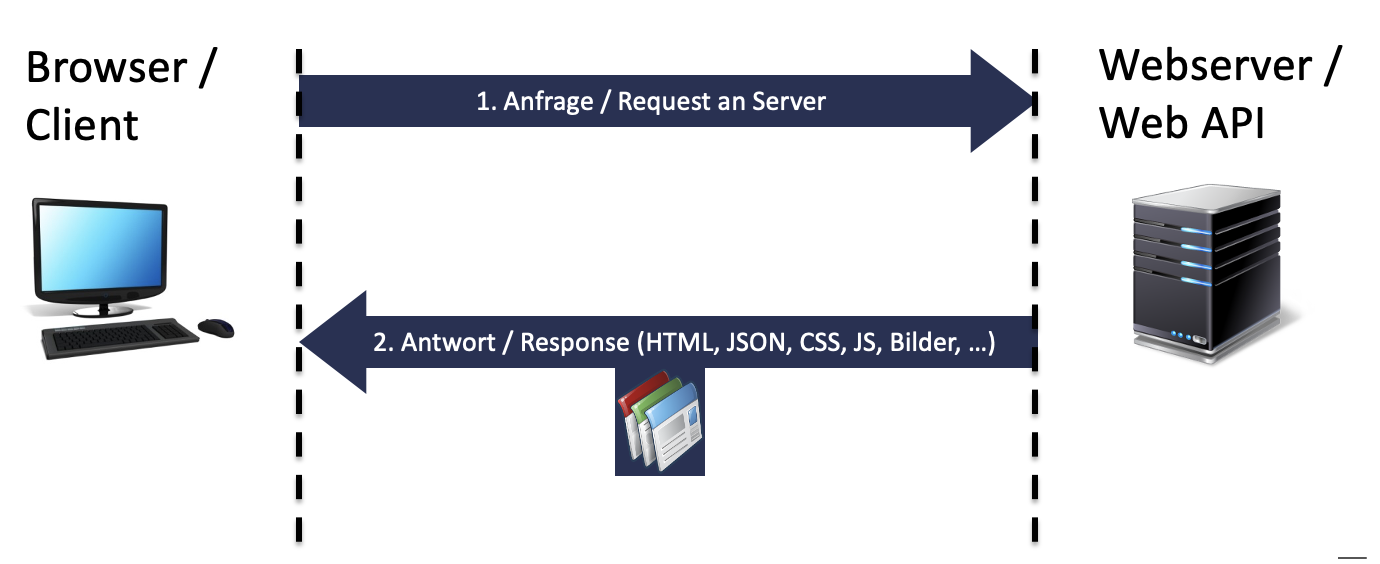 Browser /
Client
1. Anfrage / Request an Server
Webserver /
Web API
2. Antwort / Response (HTML, JSON, CSS, JS, Bilder, …)